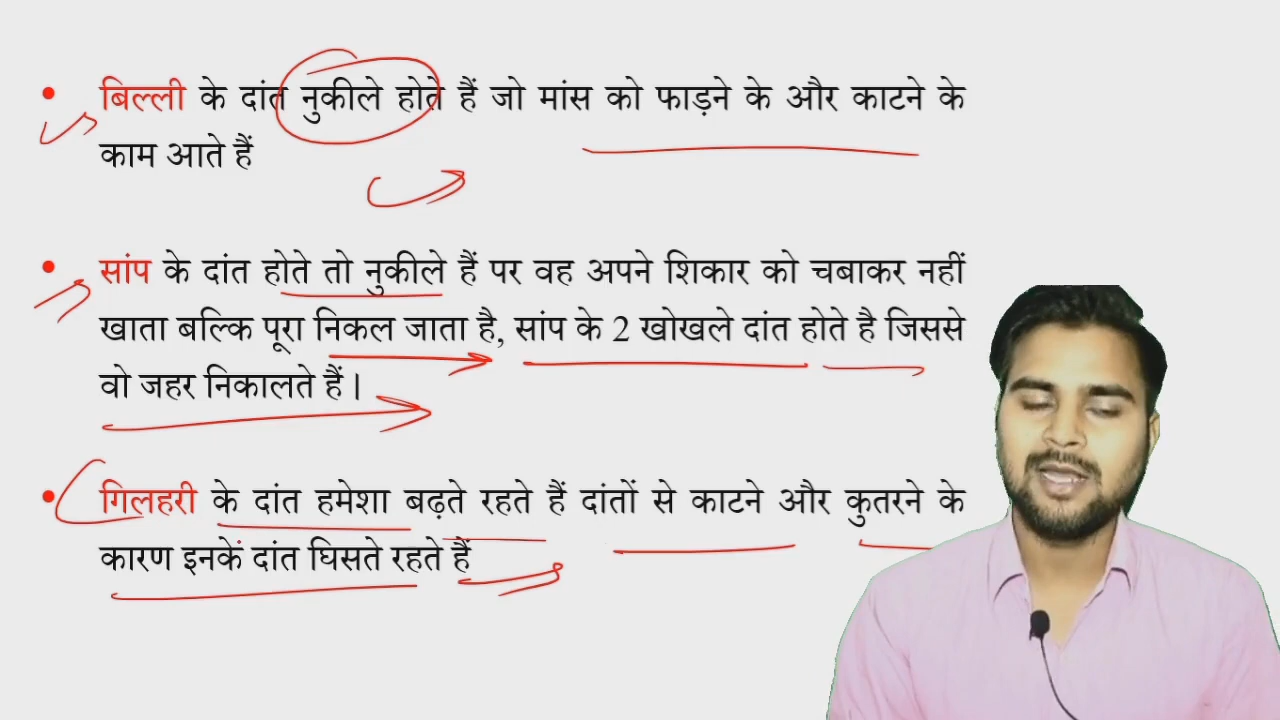 • बिल्ली के दांत नुकीले होते हैं जो मांस को फाड़ने के और काटने के
काम आते हैं
• सांप के दांत होते तो नुकीले हैं पर वह अपने शिकार को चबाकर नहीं
खाता बल्कि पूरा निकल जाता है, सांप के 2 खोखले दांत होते है जिससे
वो जहर निकालते हैं।
• गिलहरी के दांत हमेशा बढ़ते रहते हैं दांतों से काटने और कुतरने के
कारण इनकें दांत घिसते रहते हैं